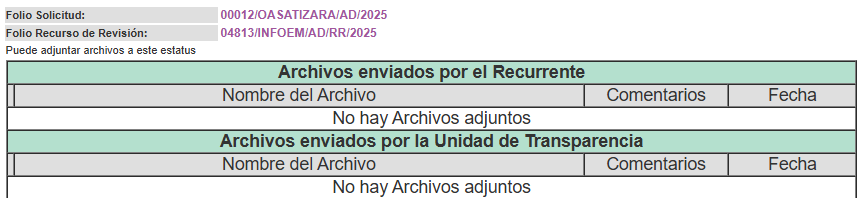 Folio Solicitud: 00012/OASATIZARA/AD/2025
Folio Recurso de Revisión: 04813/INFOEM/AD/RR/2025
Puede adjuntar archivos a este estatus
Archivos enviados por el Recurrente
Nombre del Archivo Comentarios Fecha
No hay Archivos adjuntos
Archivos enviados por la Unidad de Transparencia
Nombre del Archivo Comentarios Fecha
No hay Archivos adjuntos